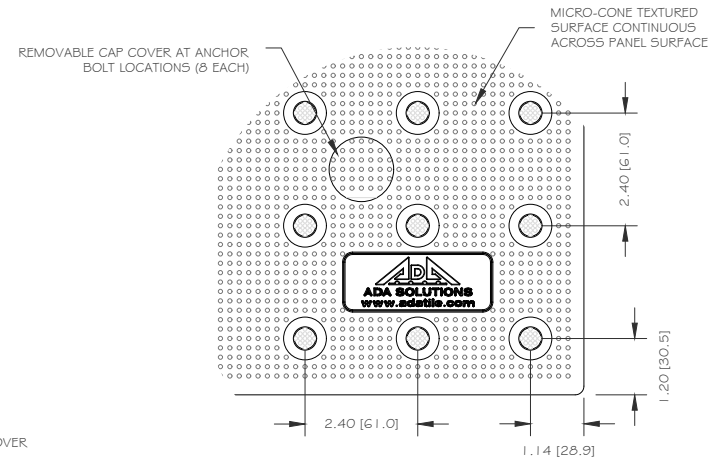 MICRO-CONE TEXTURED
SURFACE CONTINUOUS
ACROSS PANEL SURFACE
REMOVABLE CAP COVER AT ANCHOR
BOLT LOCATIONS (8 EACH)
2.40 [61.0]
ADA
ADA SOLUTIONS
www.adatile.com
1.20 [30.5]
2.40 [61.0]
1.14 [28.9]
OVER